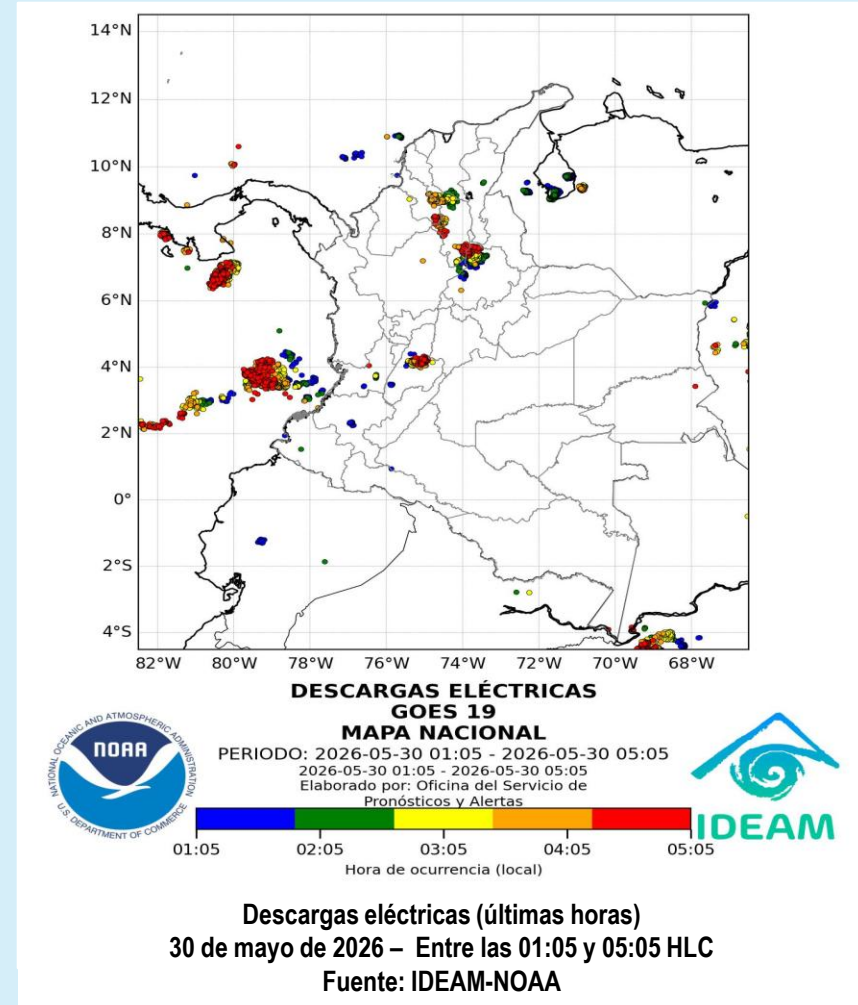 14°N
12°N
10°N
8°N
6°N
4°N
2°N
0°
2°S
4°S
82°W 80°W 78°W 76°W 74°W 72°W 70°W 68°W
DESCARGAS ELÉCTRICAS
GOES 19
MAPA NACIONAL
PERIODO: 2026-05-30 01:05 - 2026-05-30 05:05
2026-05-30 01:05 - 2026-05-30 05:05
Elaborado por: Oficina del Servicio de
Pronósticos y Alertas
NATIONAL OCEANIC AND ATMOSPHERIC ADMINISTRATION
NOAA
U.S. DEPARTMENT OF COMMERCE
IDEAM
01:05 02:05 03:05 04:05 05:05
Hora de ocurrencia (local)
Descargas eléctricas (últimas horas)
30 de mayo de 2026 – Entre las 01:05 y 05:05 HLC
Fuente: IDEAM-NOAA